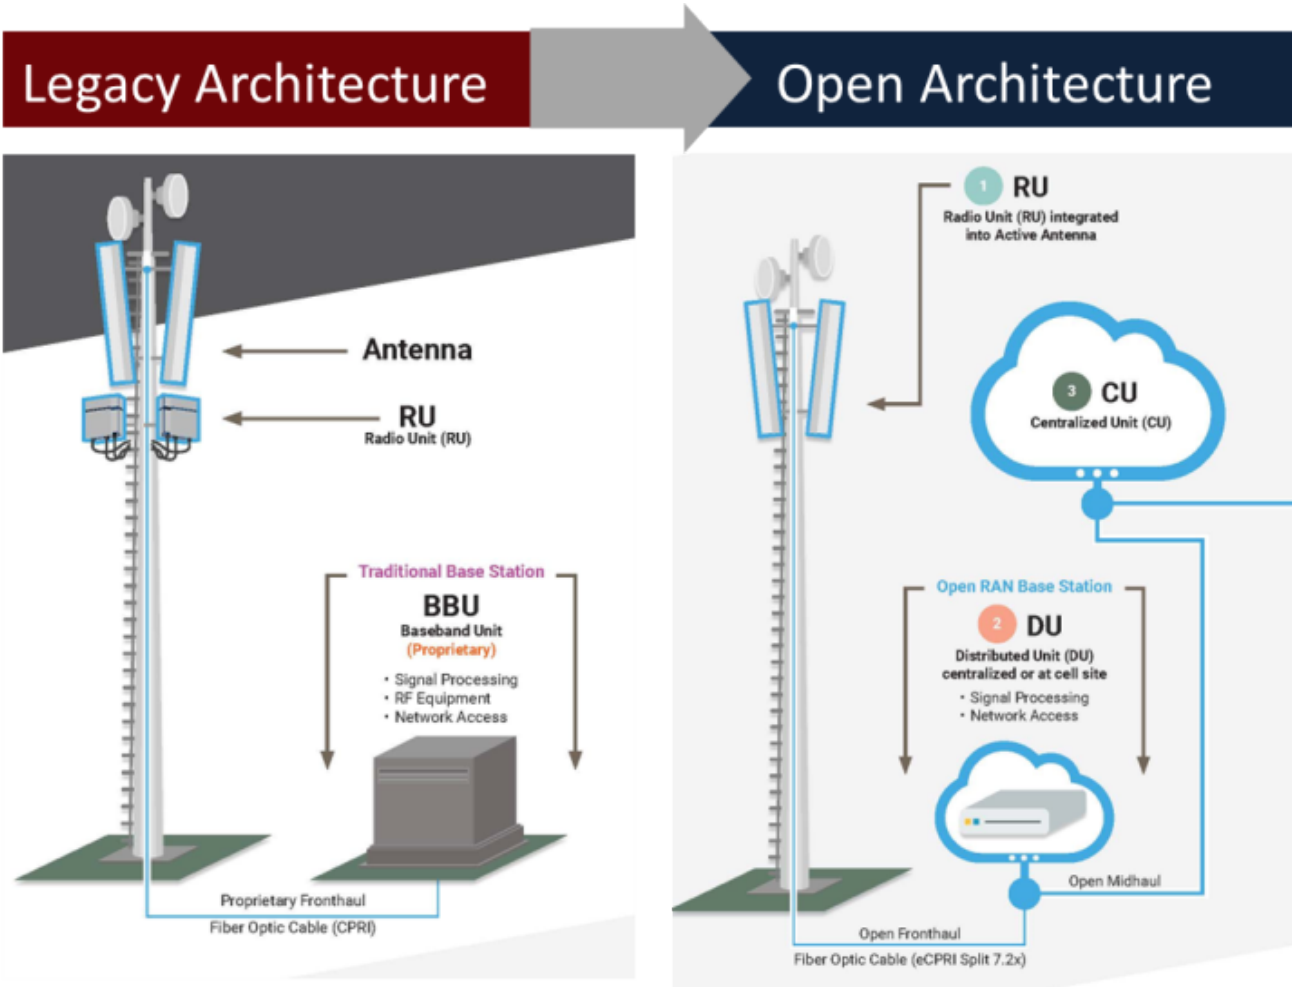 Legacy Architecture
Open Architecture
Antenna
RU
Radio Unit (RU)
Traditional Base Station
BBU
Baseband Unit
(Proprietary)
• Signal Processing
• RF Equipment
• Network Access
Proprietary Fronthaul
Fiber Optic Cable (CPRI)
1 RU
Radio Unit (RU) integrated
into Active Antenna
3 CU
Centralized Unit (CU)
Open RAN Base Station
2 DU
Distributed Unit (DU)
centralized or at cell site
• Signal Processing
• Network Access
Open Midhaul
Open Fronthaul
Fiber Optic Cable (eCPRI Split 7.2x)